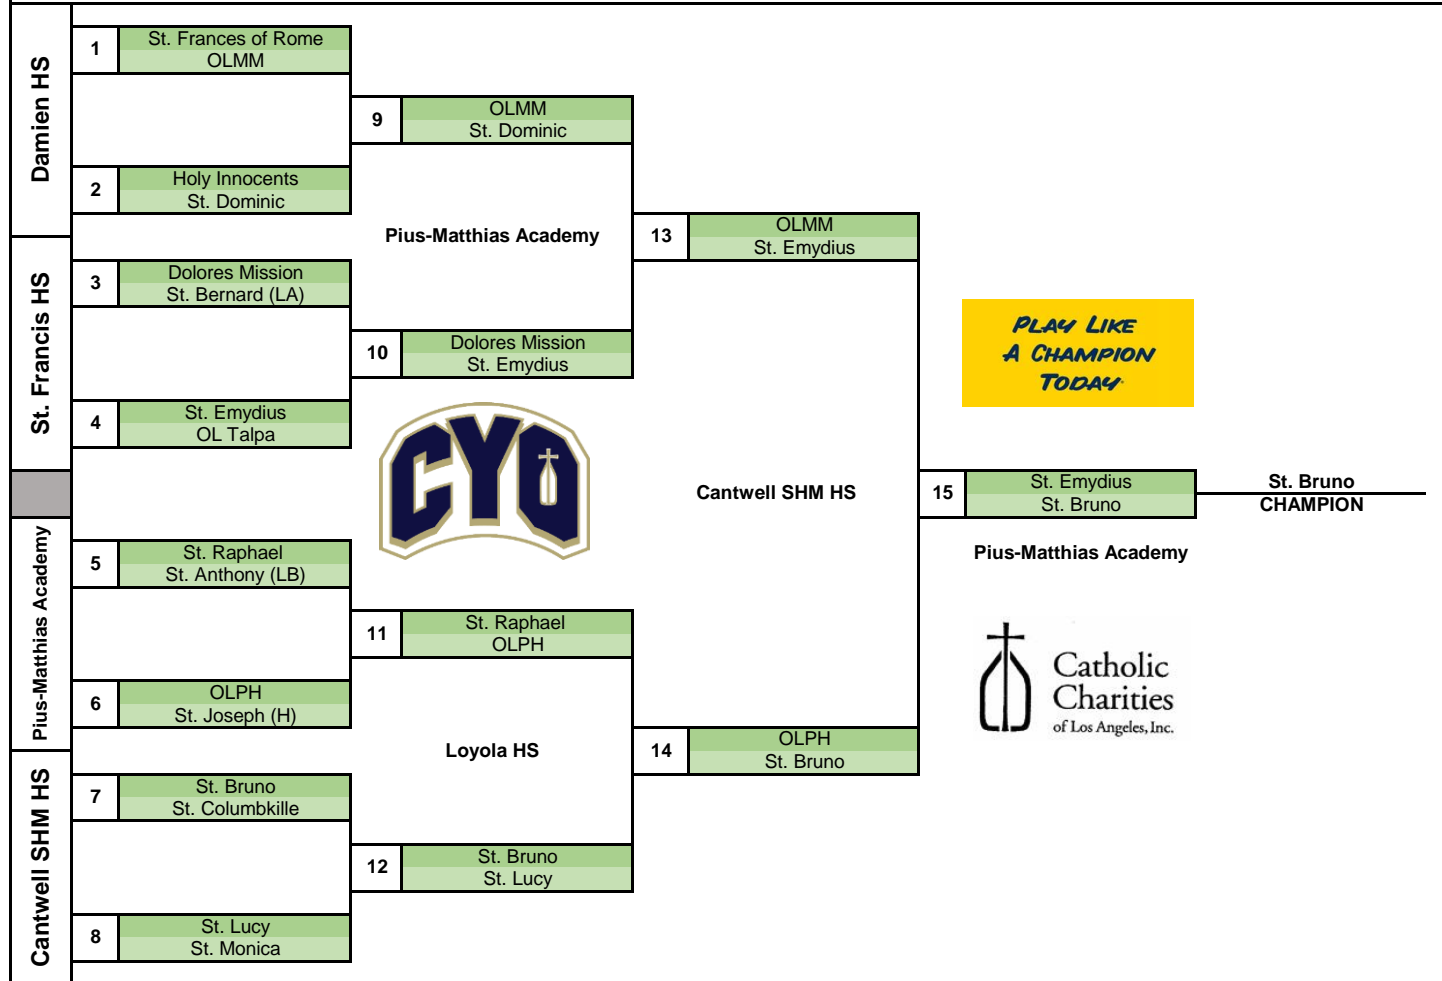 Damien HS
1
St. Frances of Rome
OLMM
2
Holy Innocents
St. Dominic
St. Francis HS
3
Dolores Mission
St. Bernard (LA)
4
St. Emydius
OL Talpa
Pius-Matthias Academy
5
St. Raphael
St. Anthony (LB)
6
OLPH
St. Joseph (H)
Cantwell SHM HS
7
St. Bruno
St. Columbkille
8
St. Lucy
St. Monica
9
OLMM
St. Dominic
Pius-Matthias Academy
10
Dolores Mission
St. Emydius
CYO
11
St. Raphael
OLPH
Loyola HS
12
St. Bruno
St. Lucy
13
OLMM
St. Emydius
Cantwell SHM HS
14
OLPH
St. Bruno
PLAY LIKE
A CHAMPION
TODAY
15
St. Emydius
St. Bruno
Pius-Matthias Academy
St. Bruno
CHAMPION
Catholic
Charities
of Los Angeles, Inc.